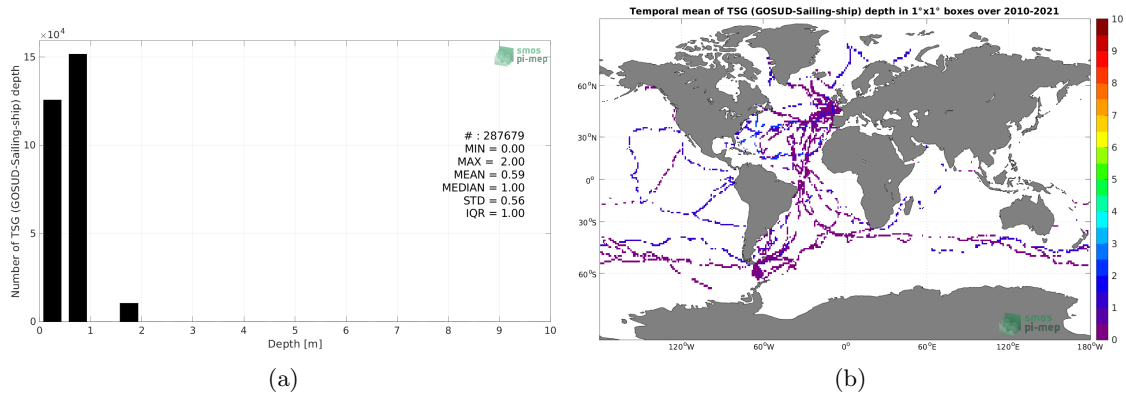 ×10⁴
15
10
5
0
Number of TSG (GOSUD-Sailing-ship) depth
smos
pi-mep
# : 287679
MIN = 0.00
MAX = 2.00
MEAN = 0.59
MEDIAN = 1.00
STD = 0.56
IQR = 1.00
0 1 2 3 4 5 6 7 8 9 10
Depth [m]
(a)
Temporal mean of TSG (GOSUD-Sailing-ship) depth in 1°x1° boxes over 2010-2021
60°N
30°N
0°
30°S
60°S
120°W 60°W 0° 60°E 120°E 180°W
smos
pi-mep
10
9
8
7
6
5
4
3
2
1
0
(b)